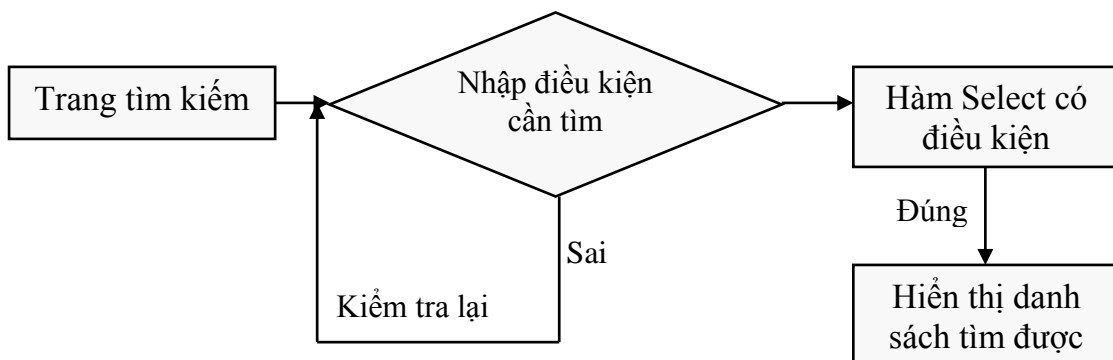 Trang tìm kiếm
Nhập điều kiện
cần tìm
Hàm Select có
điều kiện
Đúng
Sai
Kiểm tra lại
Hiển thị danh
sách tìm được